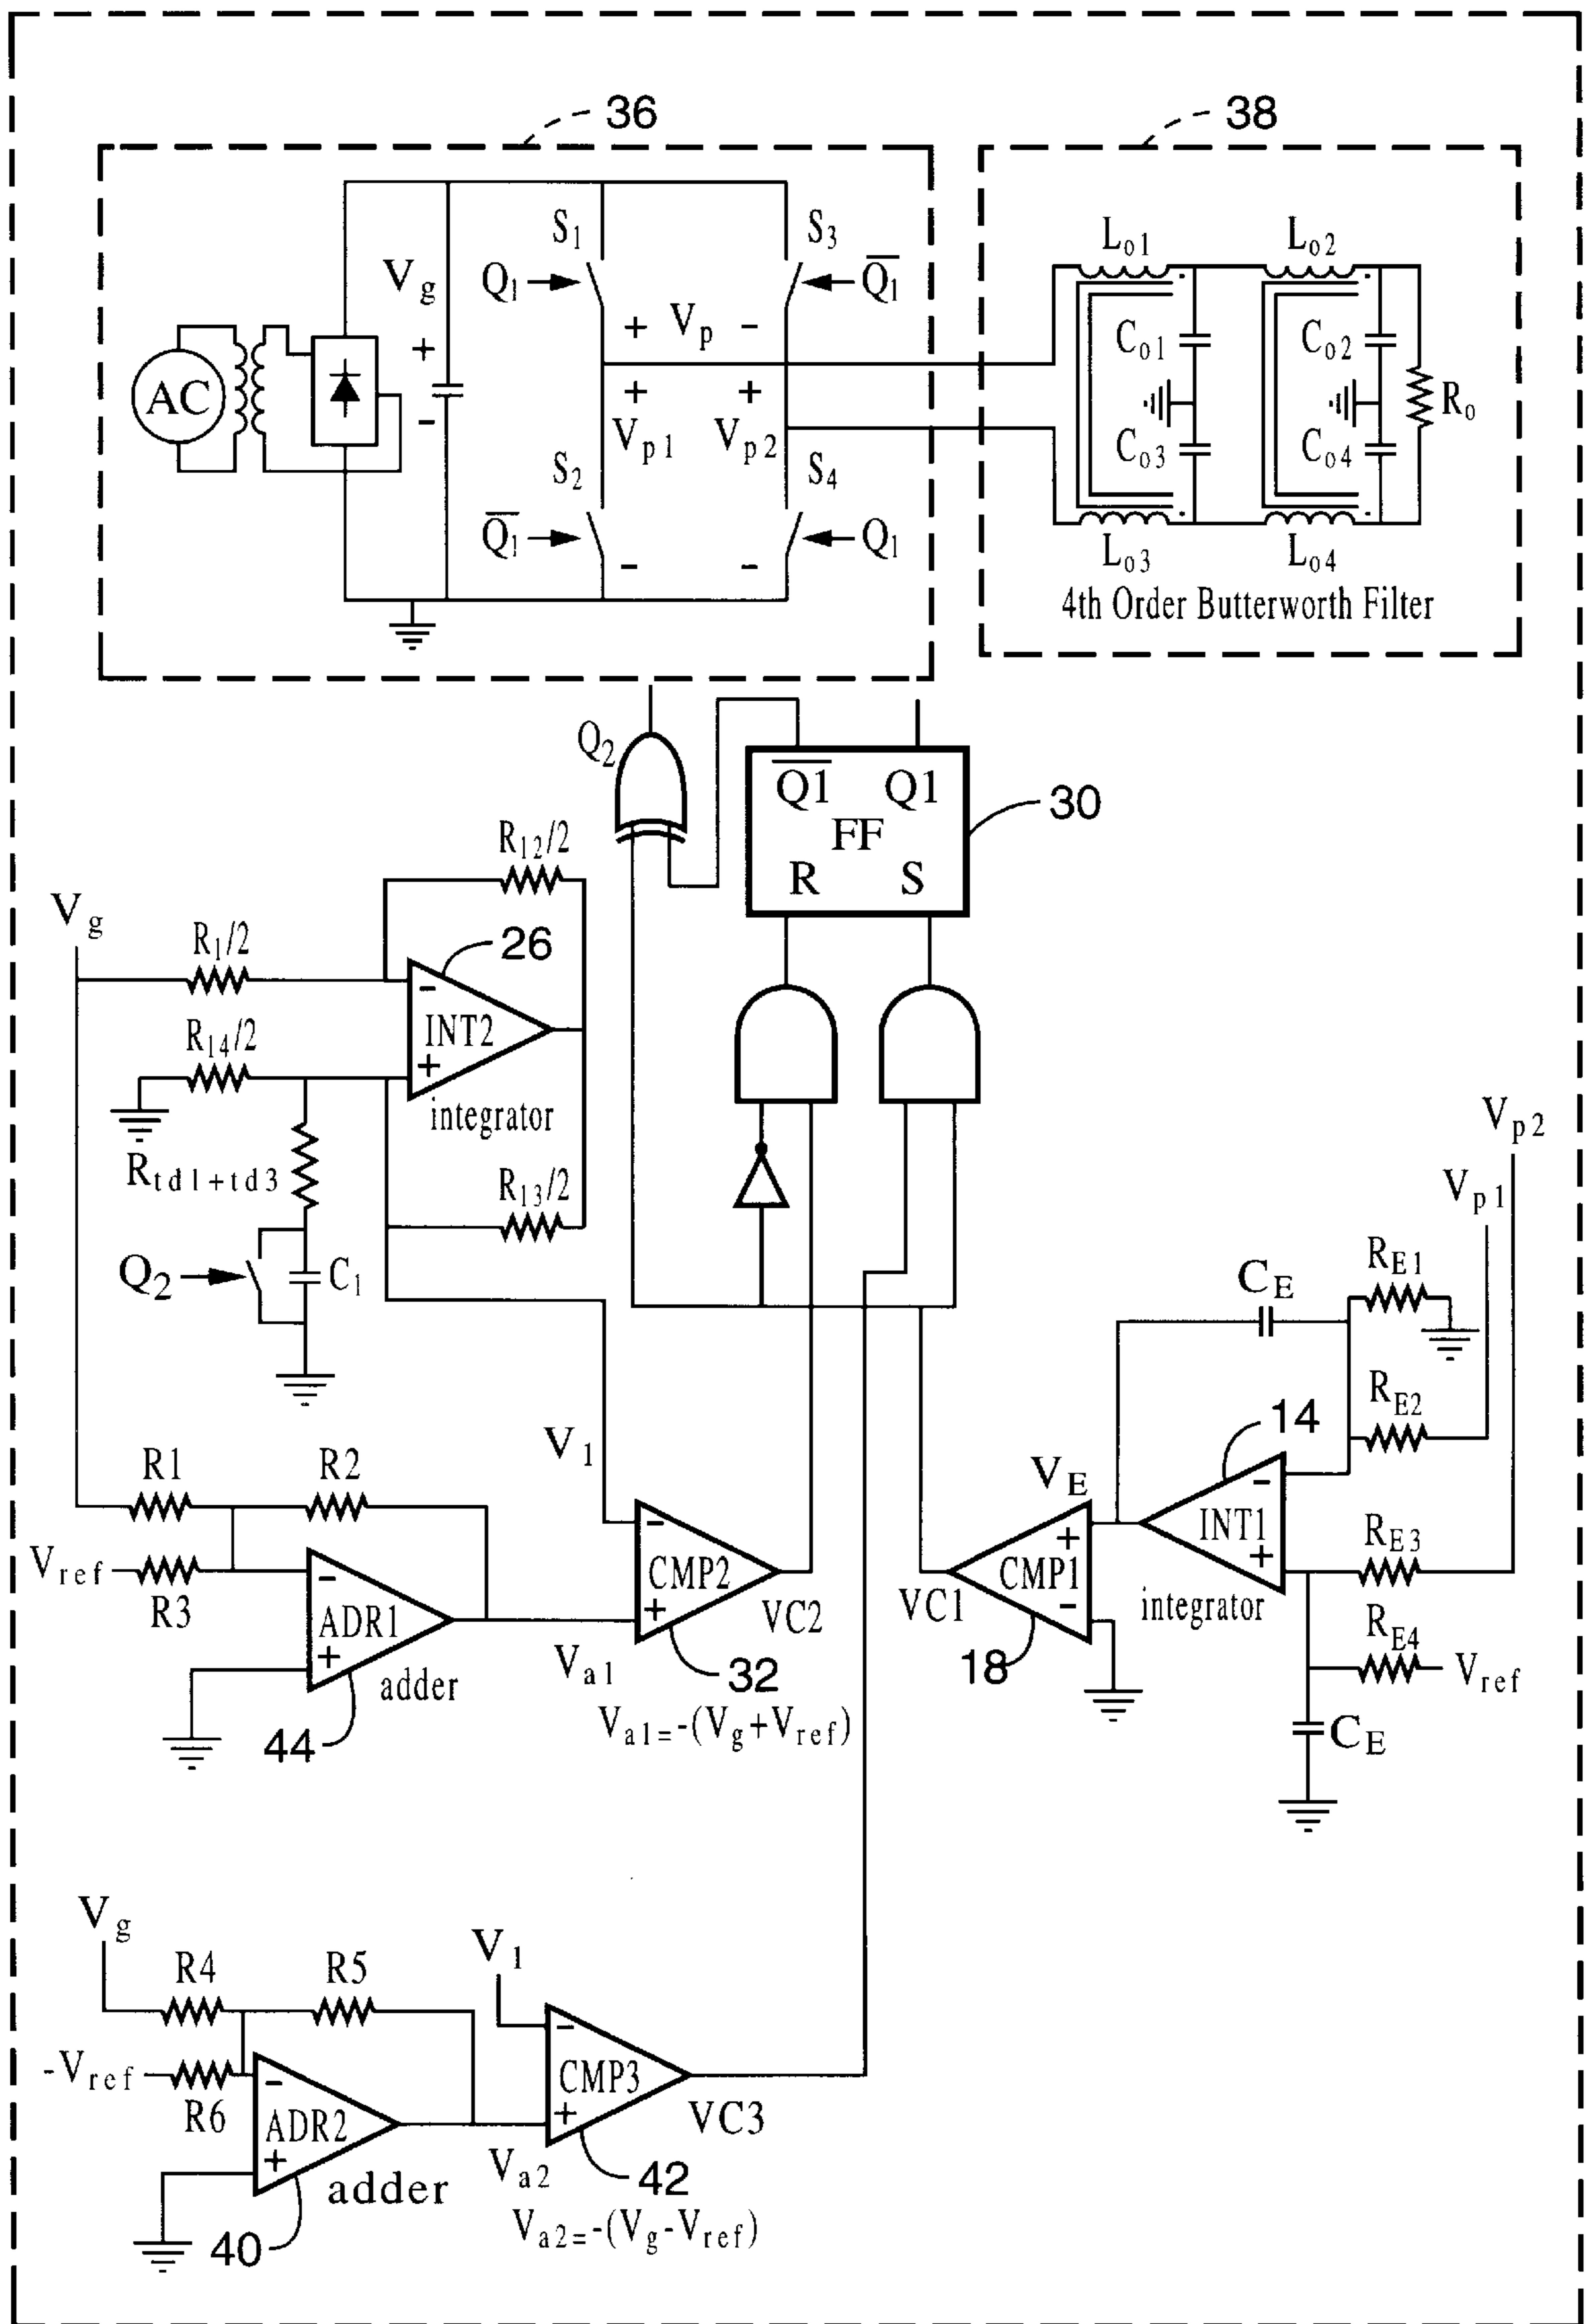 36
38
S1
S3
Lo1
Lo2
Vg
Q1
Q1
+
+ Vp -
Co1
Co2
AC
-
+
+
Ro
Vp1
Vp2
Co3
Co4
S2
S4
Q1
Q1
-
-
Lo3
Lo4
4th Order Butterworth Filter
Q2
Q1
Q1
30
FF
R12/2
R
S
Vg
R1/2
26
-
INT2
R14/2
+
integrator
Vp2
Rtd1+td3
R13/2
Vp1
Q2
C1
CE
RE1
RE2
14
V1
R1
R2
VE
-
-
INT1
+
RE3
CMP2
CMP1
Vref
-
+
VC2
VC1
-
integrator
R3
ADR1
RE4
+
Va1
32
18
Vref
adder
44
Va1=-(Vg+Vref)
CE
Vg
V1
R4
R5
-
CMP3
-Vref
-
R6
ADR2
+
VC3
+
Va2
42
adder
40
Va2=-(Vg-Vref)